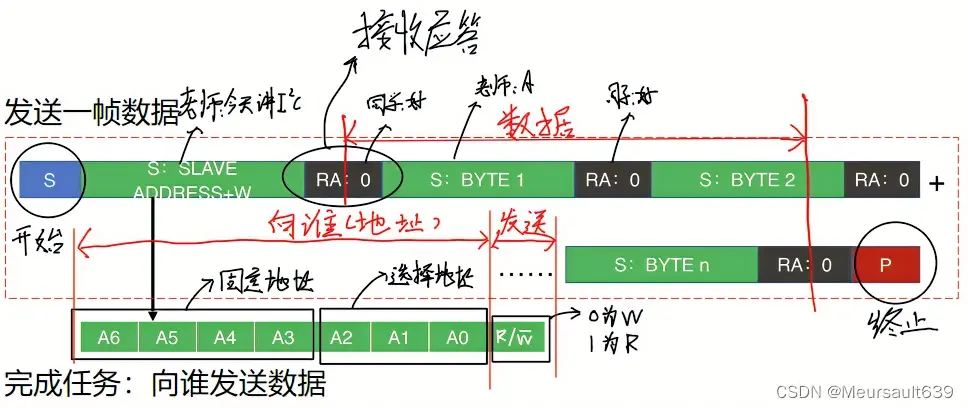 接收应答
发送一帧数据
老师:今天讲I²C
同学:好
老师:A
同学:好
数据
S
S：SLAVE ADDRESS+W
RA：0
S：BYTE 1
RA：0
S：BYTE 2
RA：0
+
开始
向谁(地址)
发送
......
S：BYTE n
RA：0
P
固定地址
选择地址
A6
A5
A4
A3
A2
A1
A0
R/W̅
0为W
1为R
终止
完成任务：向谁发送数据
CSDN @Meursault639